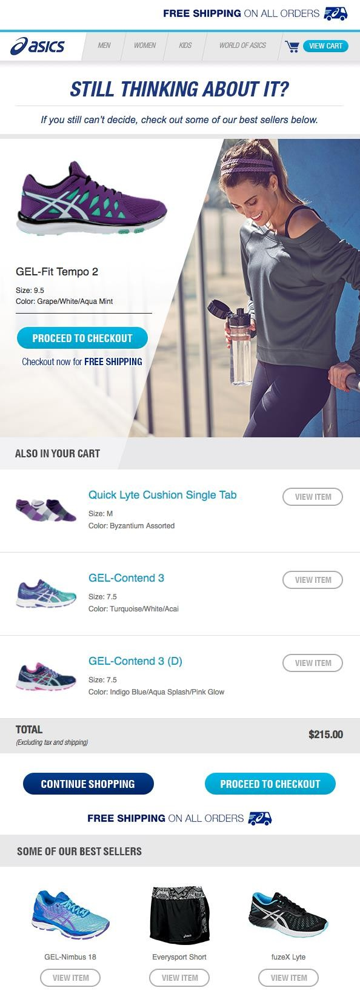 FREE SHIPPING ON ALL ORDERS
asics
MEN
WOMEN
KIDS
WORLD OF ASICS
VIEW CART
STILL THINKING ABOUT IT?
If you still can't decide, check out some of our best sellers below.
GEL-Fit Tempo 2
Size: 9.5
Color: Grape/White/Aqua Mint
PROCEED TO CHECKOUT
Checkout now for FREE SHIPPING
ALSO IN YOUR CART
Quick Lyte Cushion Single Tab
VIEW ITEM
Size: M
Color: Byzantium Assorted
GEL-Contend 3
VIEW ITEM
Size: 7.5
Color: Turquoise/White/Acai
GEL-Contend 3 (D)
VIEW ITEM
Size: 7.5
Color: Indigo Blue/Aqua Splash/Pink Glow
TOTAL
$215.00
(Excluding tax and shipping)
CONTINUE SHOPPING
PROCEED TO CHECKOUT
FREE SHIPPING ON ALL ORDERS
SOME OF OUR BEST SELLERS
asics
GEL-Nimbus 18
Everysport Short
fuzeX Lyte
VIEW ITEM
VIEW ITEM
VIEW ITEM